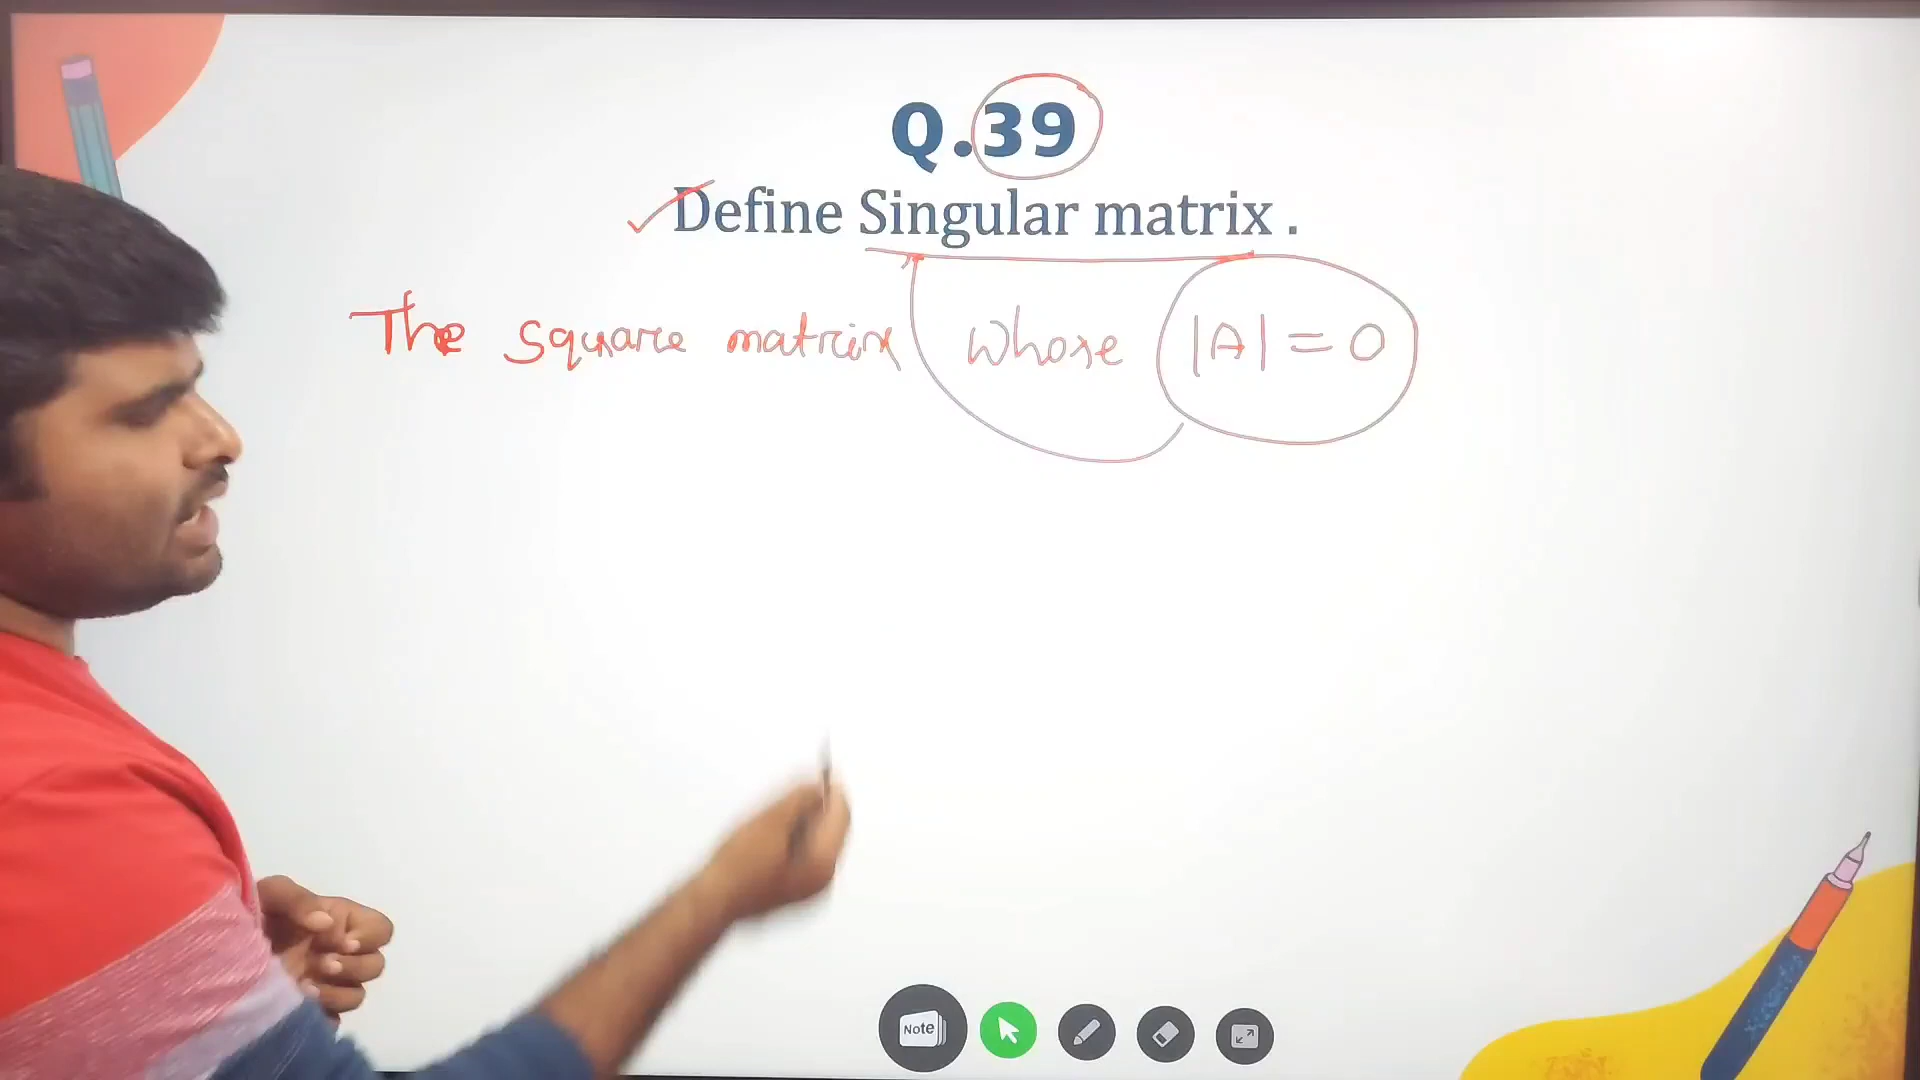 Q.39
Define Singular matrix .
The square matrix whose |A| = 0
Note